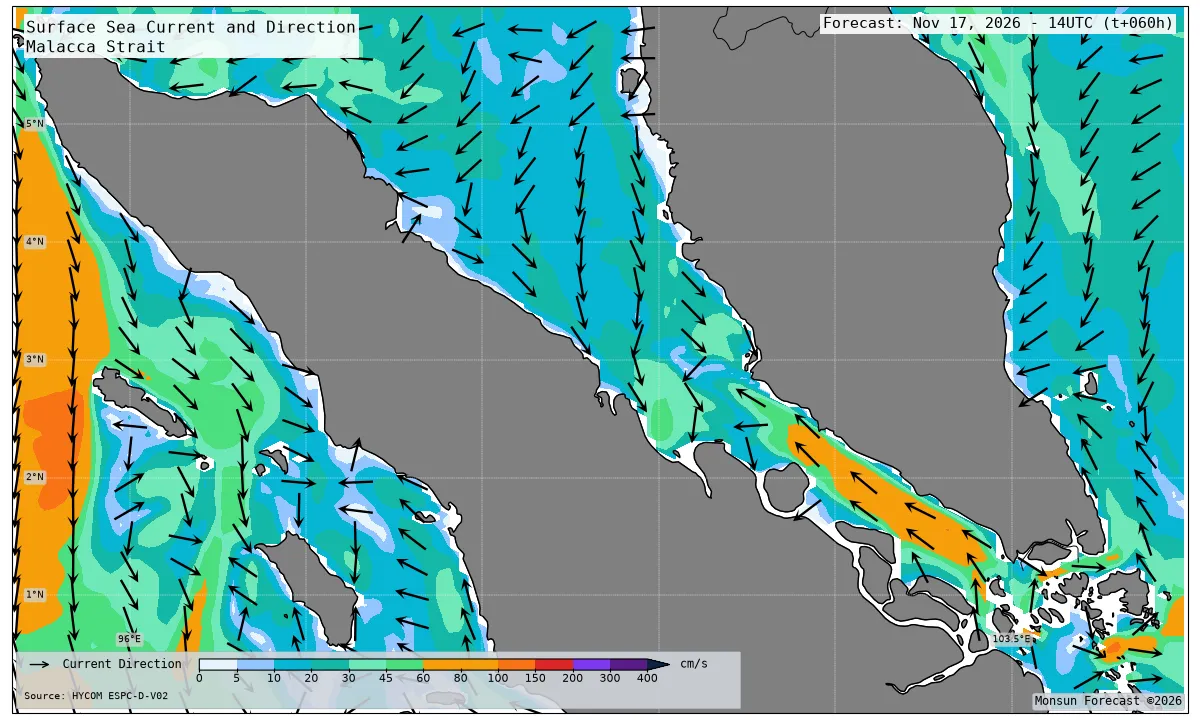 Surface Sea Current and Direction
Malacca Strait
Forecast: Nov 17, 2026 - 14UTC (t+060h)
5°N
4°N
3°N
2°N
1°N
96°E
103.5°E
Current Direction
0 5 10 20 30 45 60 80 100 150 200 300 400
cm/s
Source: HYCOM ESPC-D-V02
Monsun Forecast ©2026